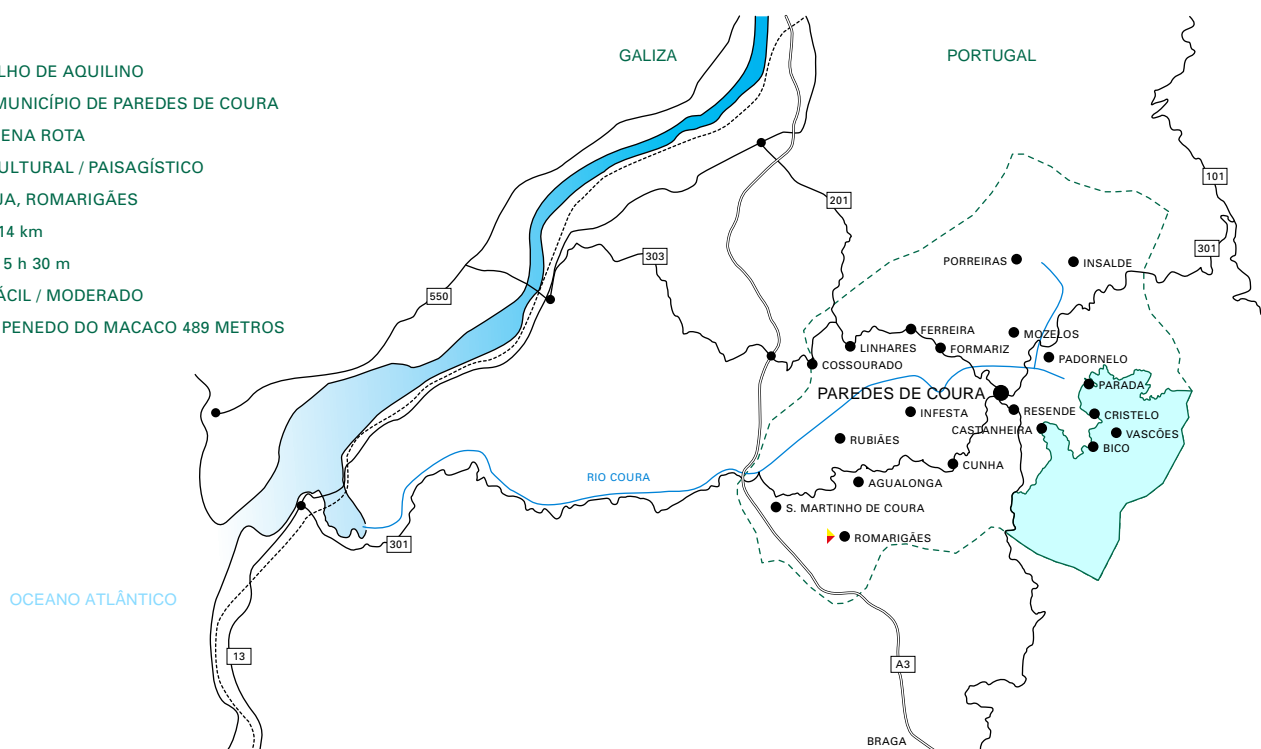 GALIZA
PORTUGAL
LHO DE AQUILINO
MUNICÍPIO DE PAREDES DE COURA
ENA ROTA
ULTURAL / PAISAGÍSTICO
JA, ROMARIGÃES
14 km
5 h 30 m
ÁCIL / MODERADO
PENEDO DO MACACO 489 METROS
101
201
301
303
PORREIRAS
INSALDE
550
FERREIRA
MOZELOS
LINHARES
FORMARIZ
PADORNELO
COSSOURADO
PARADA
PAREDES DE COURA
INFESTA
RESENDE
CRISTELO
CASTANHEIRA
VASCÕES
RUBIÃES
BICO
CUNHA
RIO COURA
AGUALONGA
S. MARTINHO DE COURA
ROMARIGÃES
301
OCEANO ATLÂNTICO
13
A3
BRAGA